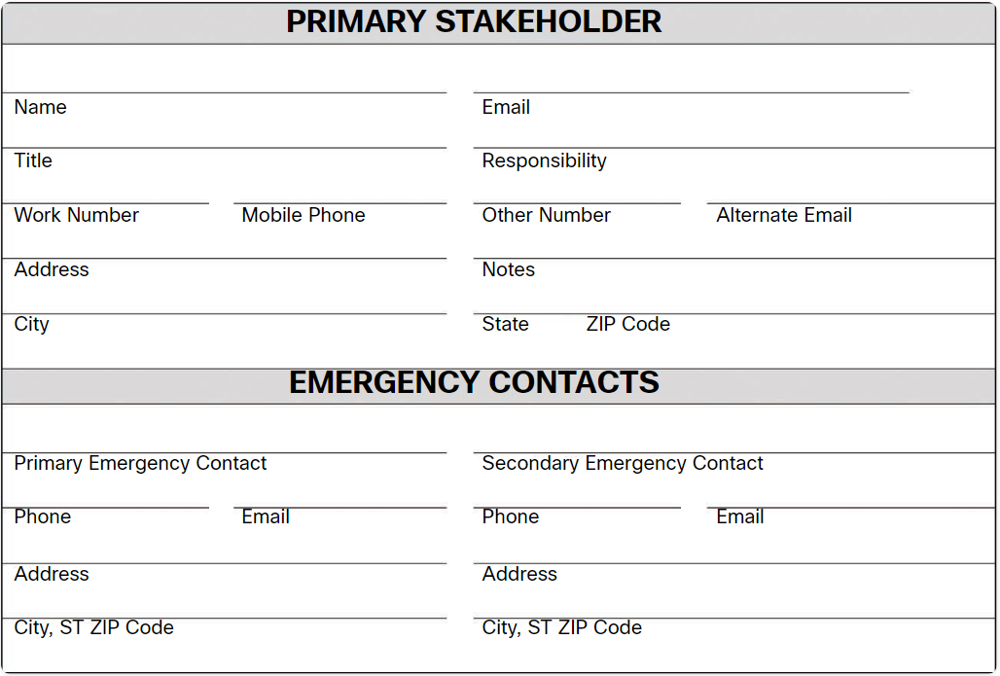 PRIMARY STAKEHOLDER
Name Email
Title Responsibility
Work Number Mobile Phone Other Number Alternate Email
Address Notes
City State ZIP Code
EMERGENCY CONTACTS
Primary Emergency Contact Secondary Emergency Contact
Phone Email Phone Email
Address Address
City, ST ZIP Code City, ST ZIP Code